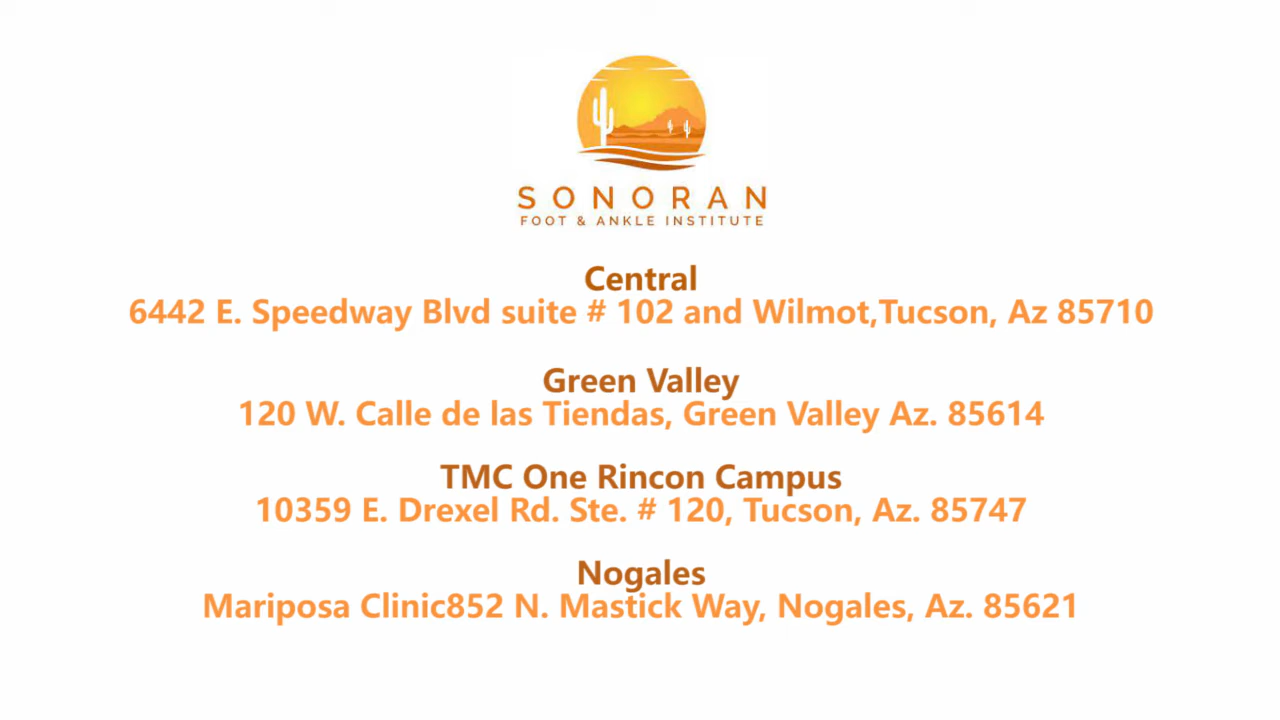 SONORAN
FOOT & ANKLE INSTITUTE
Central
6442 E. Speedway Blvd suite # 102 and Wilmot,Tucson, Az 85710
Green Valley
120 W. Calle de las Tiendas, Green Valley Az. 85614
TMC One Rincon Campus
10359 E. Drexel Rd. Ste. # 120, Tucson, Az. 85747
Nogales
Mariposa Clinic852 N. Mastick Way, Nogales, Az. 85621